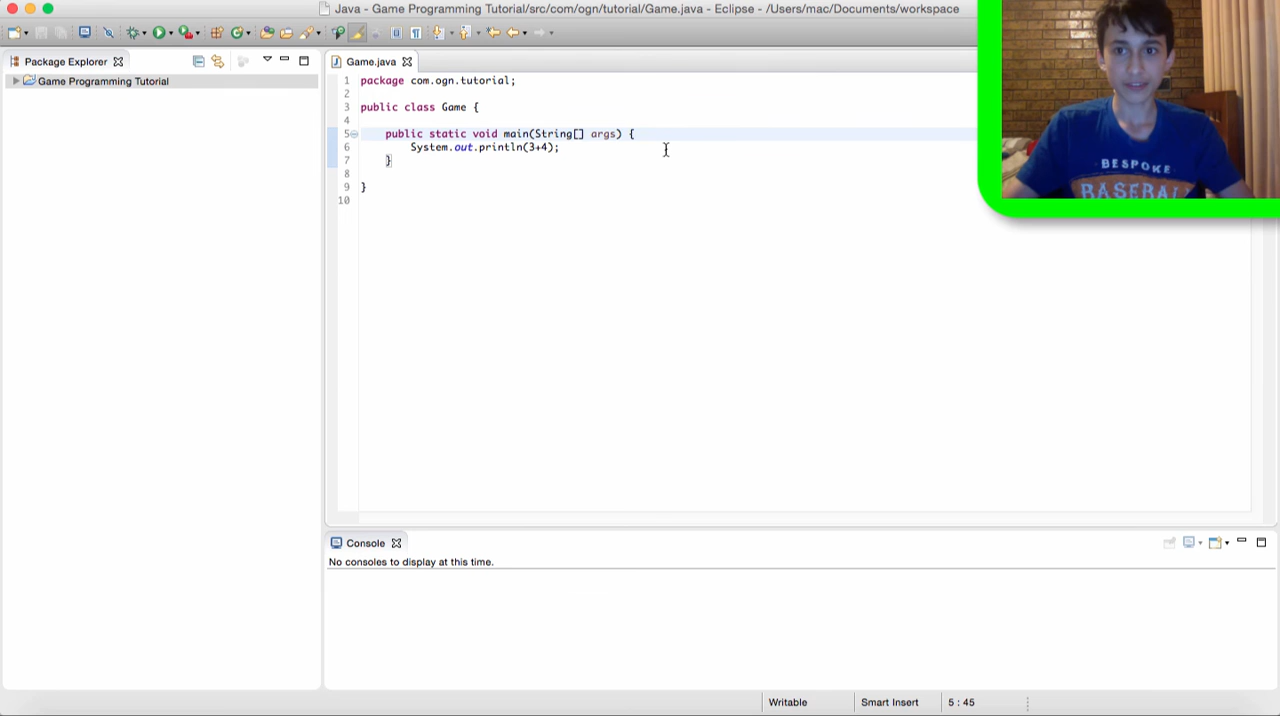 Java - Game Programming Tutorial/src/com/ogn/tutorial/Game.java - Eclipse - /Users/mac/Documents/workspace
Package Explorer
Game Programming Tutorial
Game.java
1 package com.ogn.tutorial;
2
3 public class Game {
4
5 public static void main(String[] args) {
6 System.out.println(3+4);
7 }
8
9 }
10
BESPOKE
BASEBALL
Console
No consoles to display at this time.
Writable
Smart Insert
5 : 45